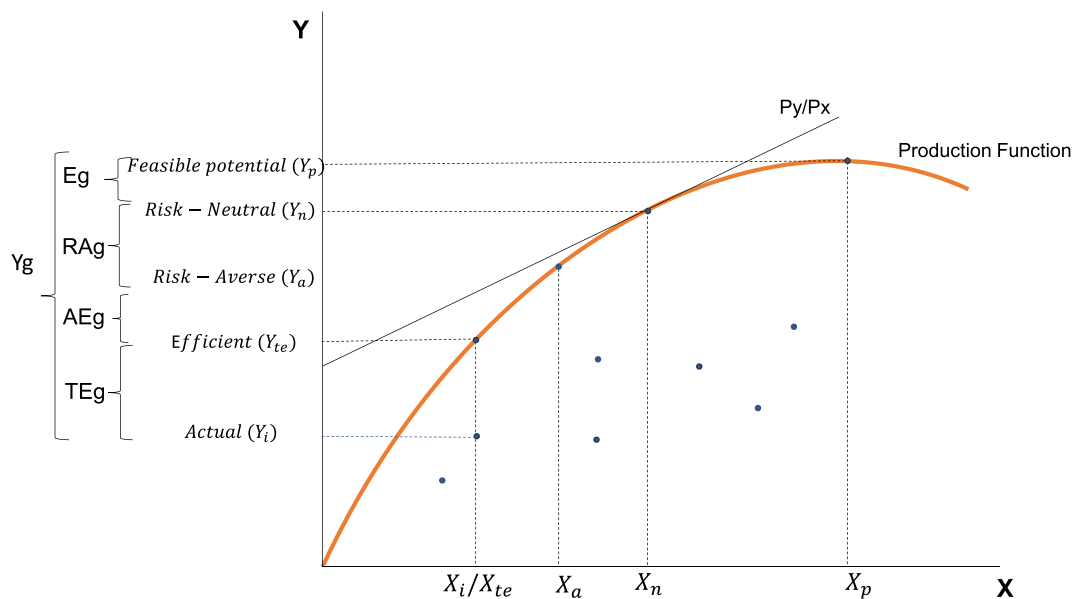 Y
Py/Px
Production Function
Feasible potential (Yₚ)
Eg
Risk − Neutral (Yₙ)
RAg
Yg
Risk − Averse (Yₐ)
AEg
Efficient (Yₜₑ)
TEg
Actual (Yᵢ)
Xᵢ/Xₜₑ
Xₐ
Xₙ
Xₚ
X